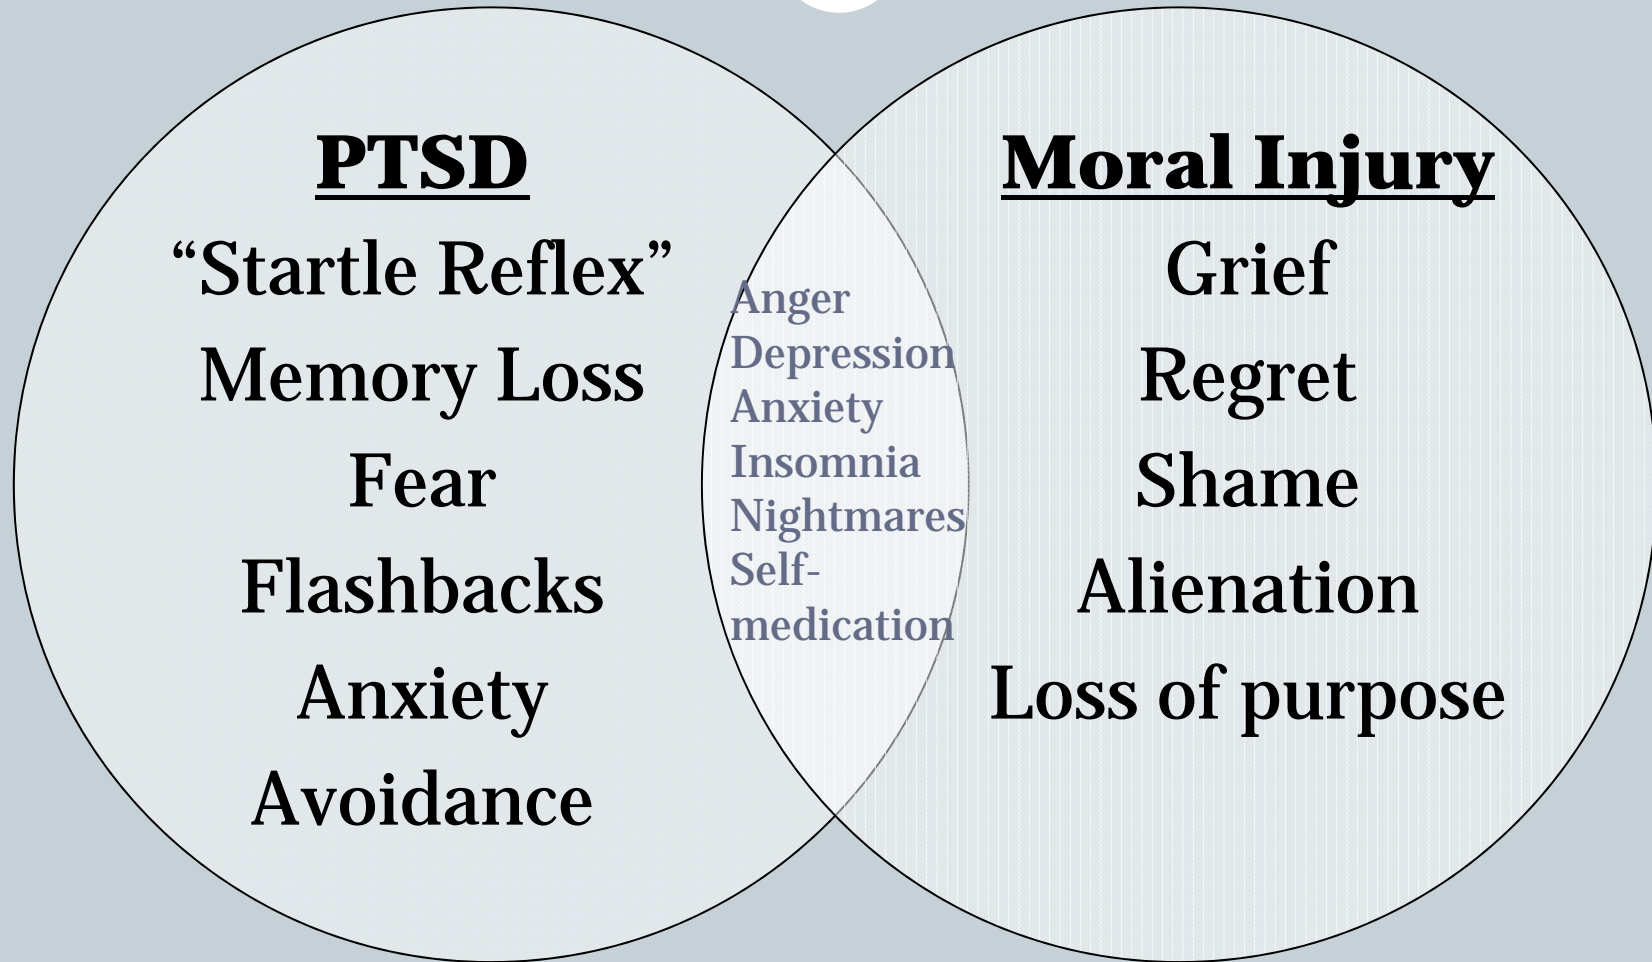 PTSD
“Startle Reflex”
Memory Loss
Fear
Flashbacks
Anxiety
Avoidance
Anger
Depression
Anxiety
Insomnia
Nightmares
Self-
medication
Moral Injury
Grief
Regret
Shame
Alienation
Loss of purpose